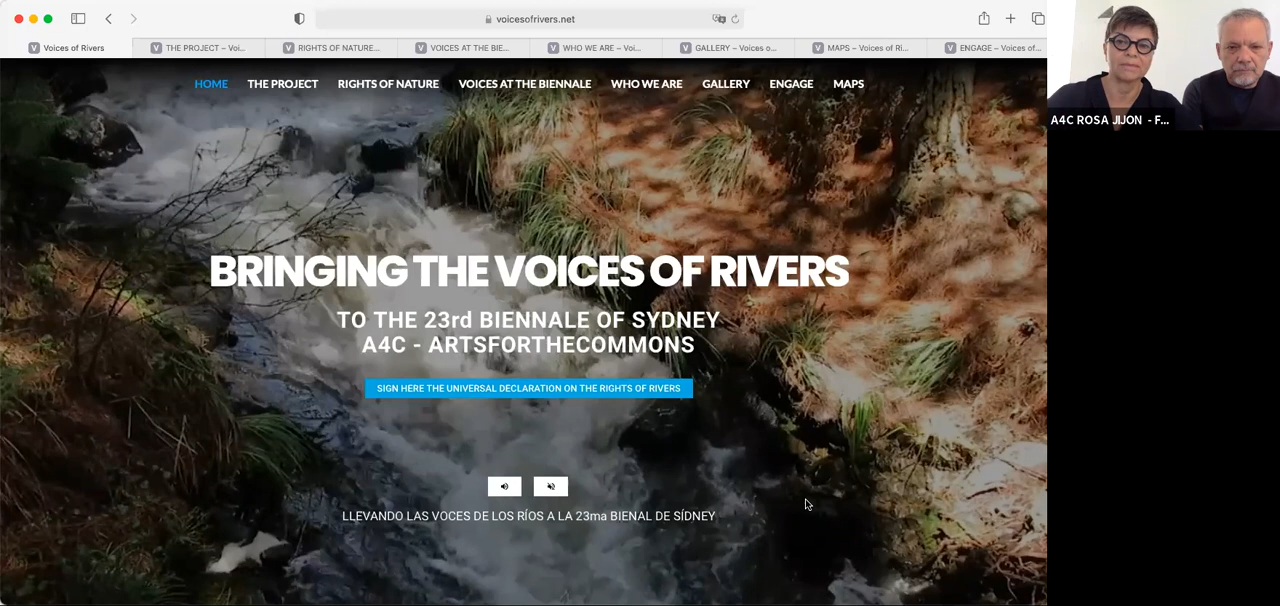 voicesofrivers.net
Voices of Rivers
THE PROJECT – Voi...
RIGHTS OF NATURE...
VOICES AT THE BIE...
WHO WE ARE – Voi...
GALLERY – Voices o...
MAPS – Voices of Ri...
ENGAGE – Voices of...
HOME
THE PROJECT
RIGHTS OF NATURE
VOICES AT THE BIENNALE
WHO WE ARE
GALLERY
ENGAGE
MAPS
A4C ROSA JIJON - F...
BRINGING THE VOICES OF RIVERS
TO THE 23rd BIENNALE OF SYDNEY
A4C - ARTSFORTHECOMMONS
SIGN HERE THE UNIVERSAL DECLARATION ON THE RIGHTS OF RIVERS
LLEVANDO LAS VOCES DE LOS RÍOS A LA 23ma BIENAL DE SÍDNEY